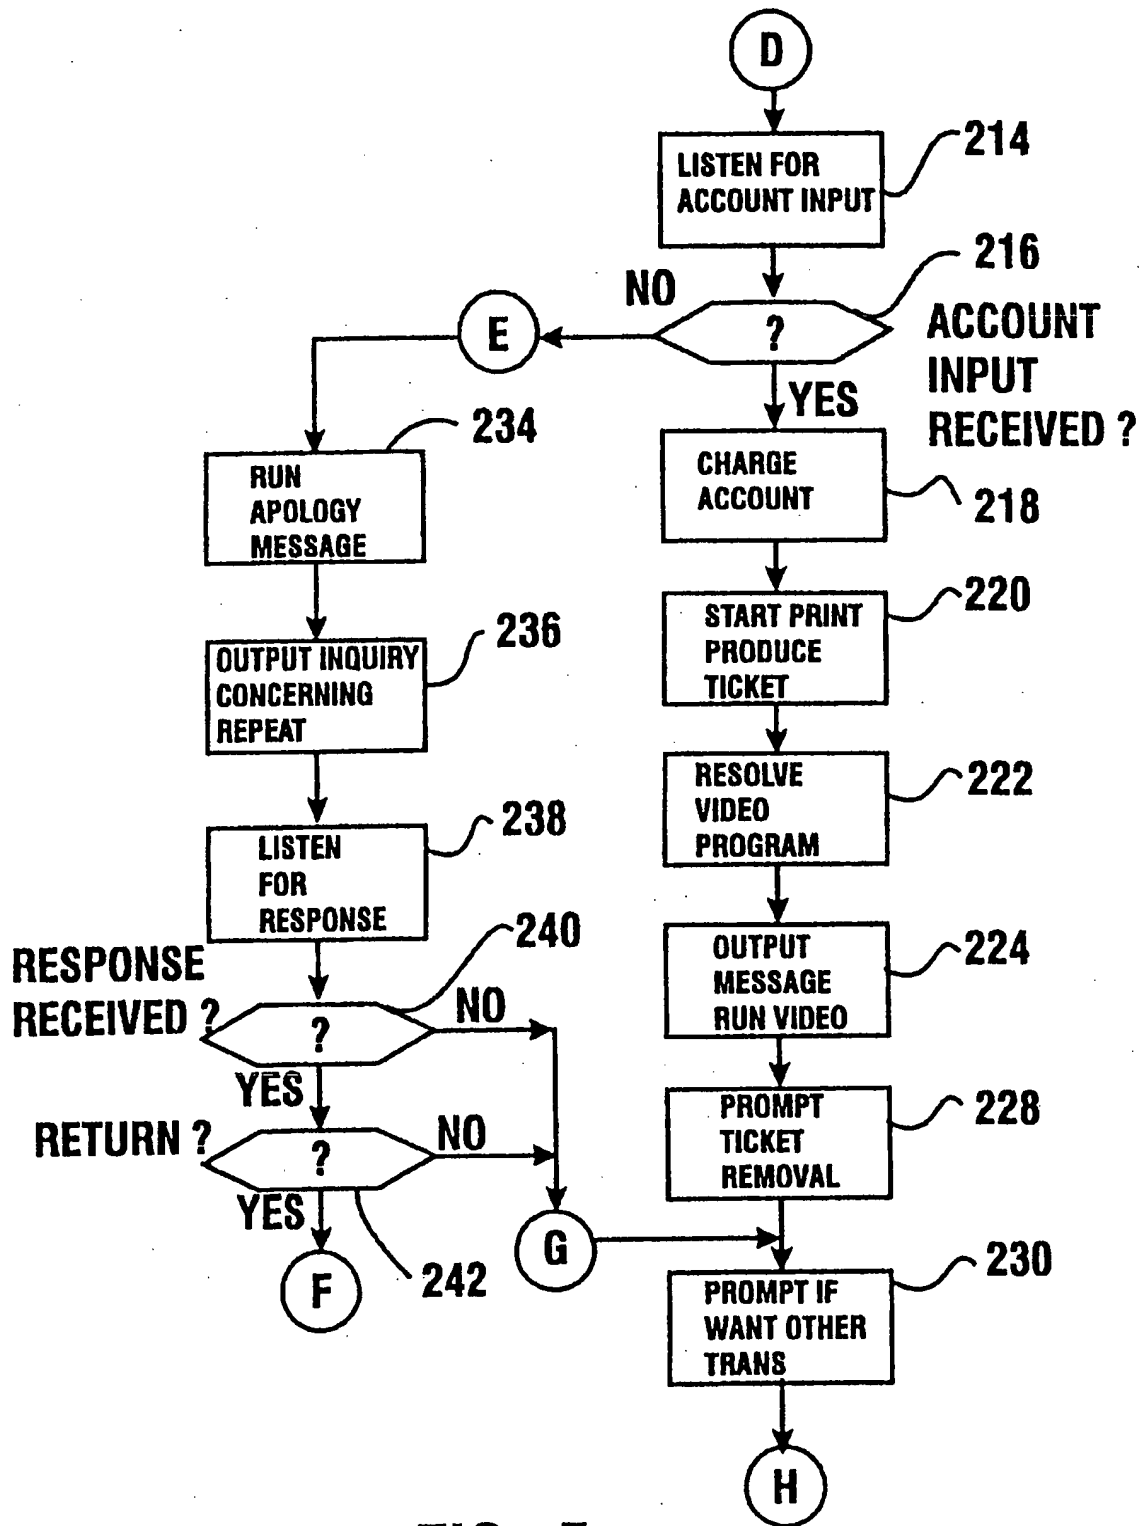 D
LISTEN FOR
ACCOUNT INPUT
214
216
NO
?
ACCOUNT
INPUT
RECEIVED ?
E
YES
234
RUN
APOLOGY
MESSAGE
CHARGE
ACCOUNT
218
START PRINT
PRODUCE
TICKET
220
236
OUTPUT INQUIRY
CONCERNING
REPEAT
RESOLVE
VIDEO
PROGRAM
222
238
LISTEN
FOR
RESPONSE
240
RESPONSE
RECEIVED ?
?
NO
YES
OUTPUT
MESSAGE
RUN VIDEO
224
RETURN ?
?
NO
YES
242
PROMPT
TICKET
REMOVAL
228
F
G
PROMPT IF
WANT OTHER
TRANS
230
H